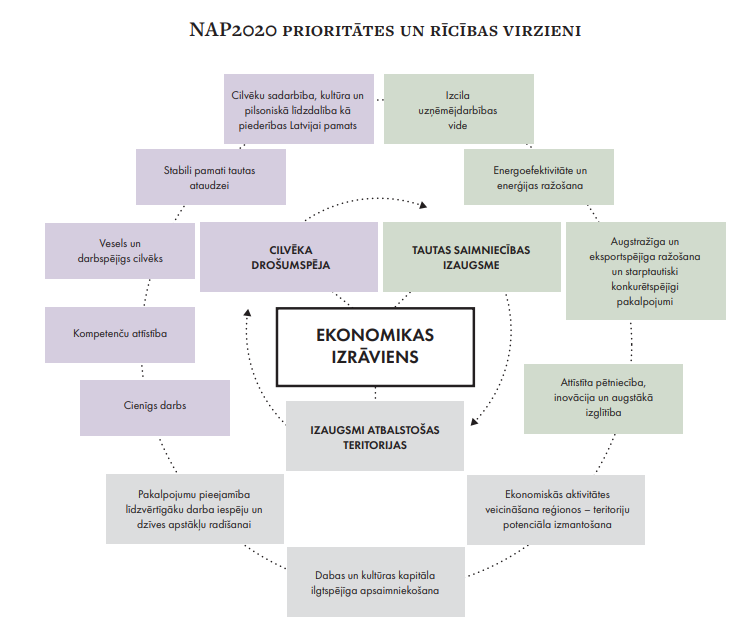 NAP2020 PRIORITĀTES UN RĪCĪBAS VIRZIENI
Cilvēku sadarbība, kultūra un
pilsoniskā līdzdalība kā
piederības Latvijai pamats
Izcila
uzņēmējdarbības
vide
Stabili pamati tautas
ataudzei
Energoefektivitāte un
enerģijas ražošana
Vesels un
darbspējīgs cilvēks
CILVĒKA
DROŠUMSPĒJA
TAUTAS SAIMNIECĪBAS
IZAUGSME
Augstražīga un
eksportspējīga ražošana
un starptautiski
konkurētspējīgi
pakalpojumi
Kompetenču attīstība
EKONOMIKAS
IZRĀVIENS
Cienīgs darbs
Attīstīta pētniecība,
inovācija un augstākā
izglītība
IZAUGSMI ATBALSTOŠAS
TERITORIJAS
Pakalpojumu pieejamība
līdzvērtīgāku darba iespēju un
dzīves apstākļu radīšanai
Ekonomiskās aktivitātes
veicināšana reģionos – teritoriju
potenciāla izmantošana
Dabas un kultūras kapitāla
ilgtspējīga apsaimniekošana